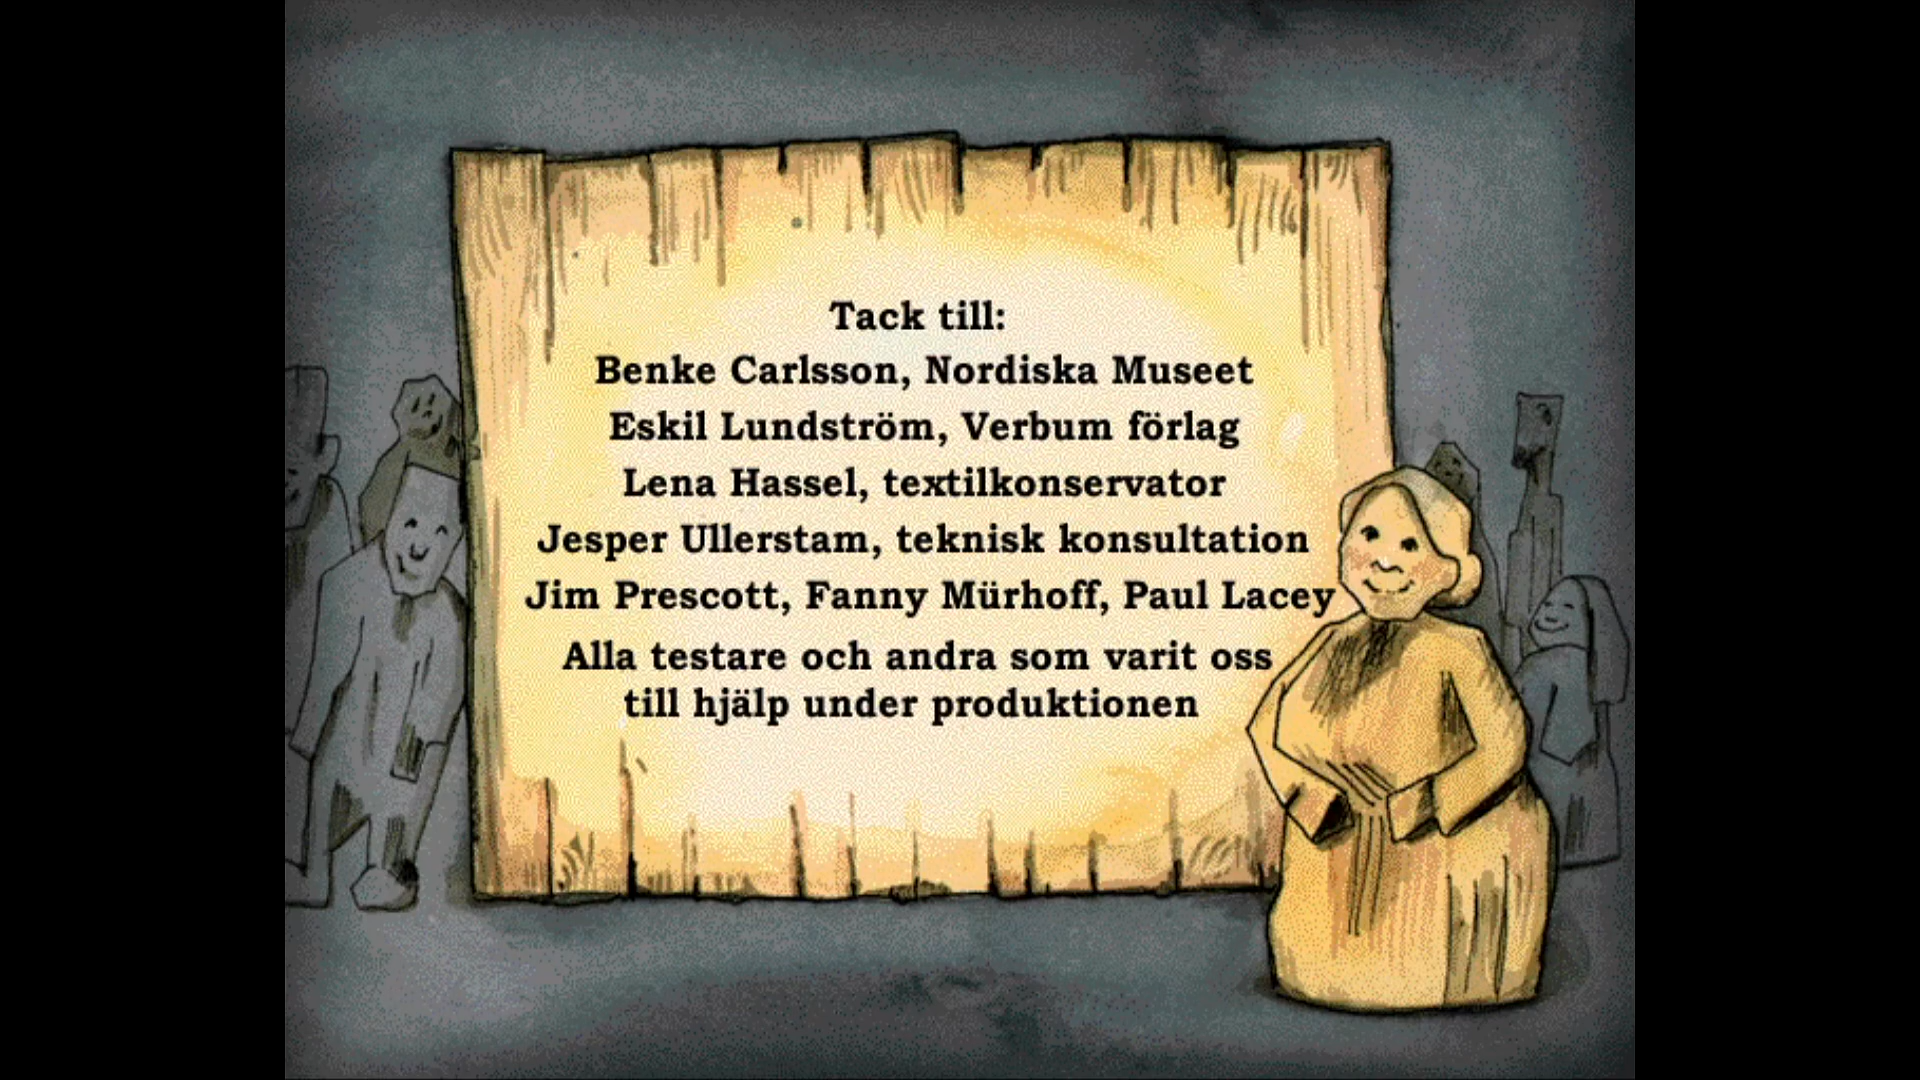 Tack till:
Benke Carlsson, Nordiska Museet
Eskil Lundström, Verbum förlag
Lena Hassel, textilkonservator
Jesper Ullerstam, teknisk konsultation
Jim Prescott, Fanny Mürhoff, Paul Lacey
Alla testare och andra som varit oss
till hjälp under produktionen